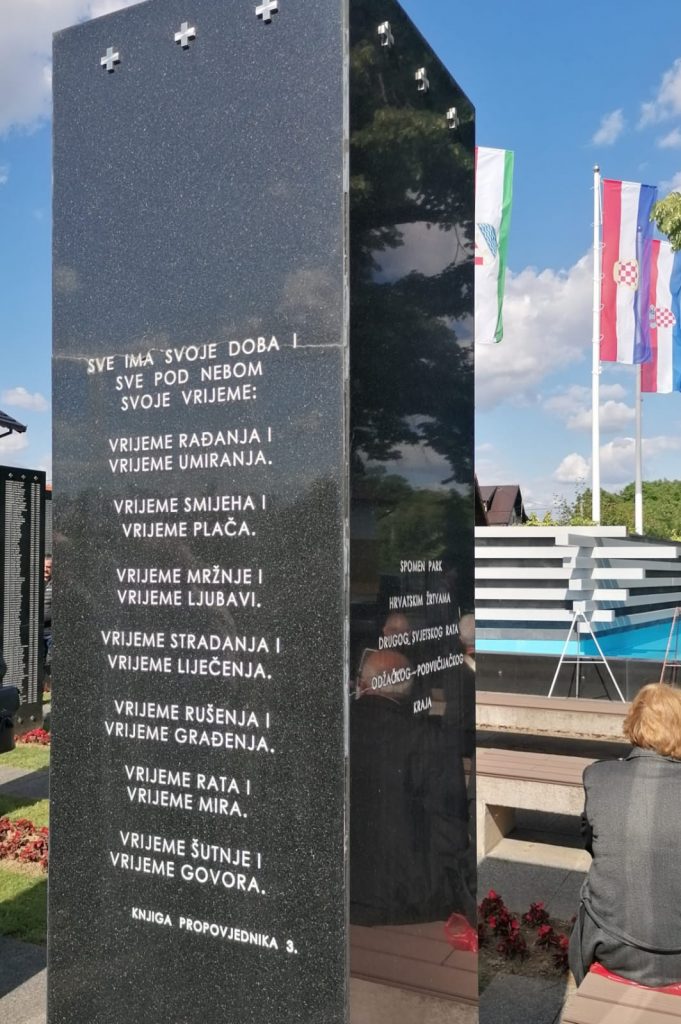 SVE IMA SVOJE DOBA I
SVE POD NEBOM
SVOJE VRIJEME:
VRIJEME RAĐANJA I
VRIJEME UMIRANJA.
VRIJEME SMIJEHA I
VRIJEME PLAČA.
VRIJEME MRŽNJE I
VRIJEME LJUBAVI.
VRIJEME STRADANJA I
VRIJEME LIJEČENJA.
VRIJEME RUŠENJA I
VRIJEME GRAĐENJA.
VRIJEME RATA I
VRIJEME MIRA.
VRIJEME ŠUTNJE I
VRIJEME GOVORA.
KNJIGA PROPOVJEDNIKA 3.
SPOMEN PARK
HRVATSKIM ŽRTVAMA
DRUGOG, SVJETSKOG RATA
ODŽAČKOG-PODVUČIJAČKOG
KRAJA